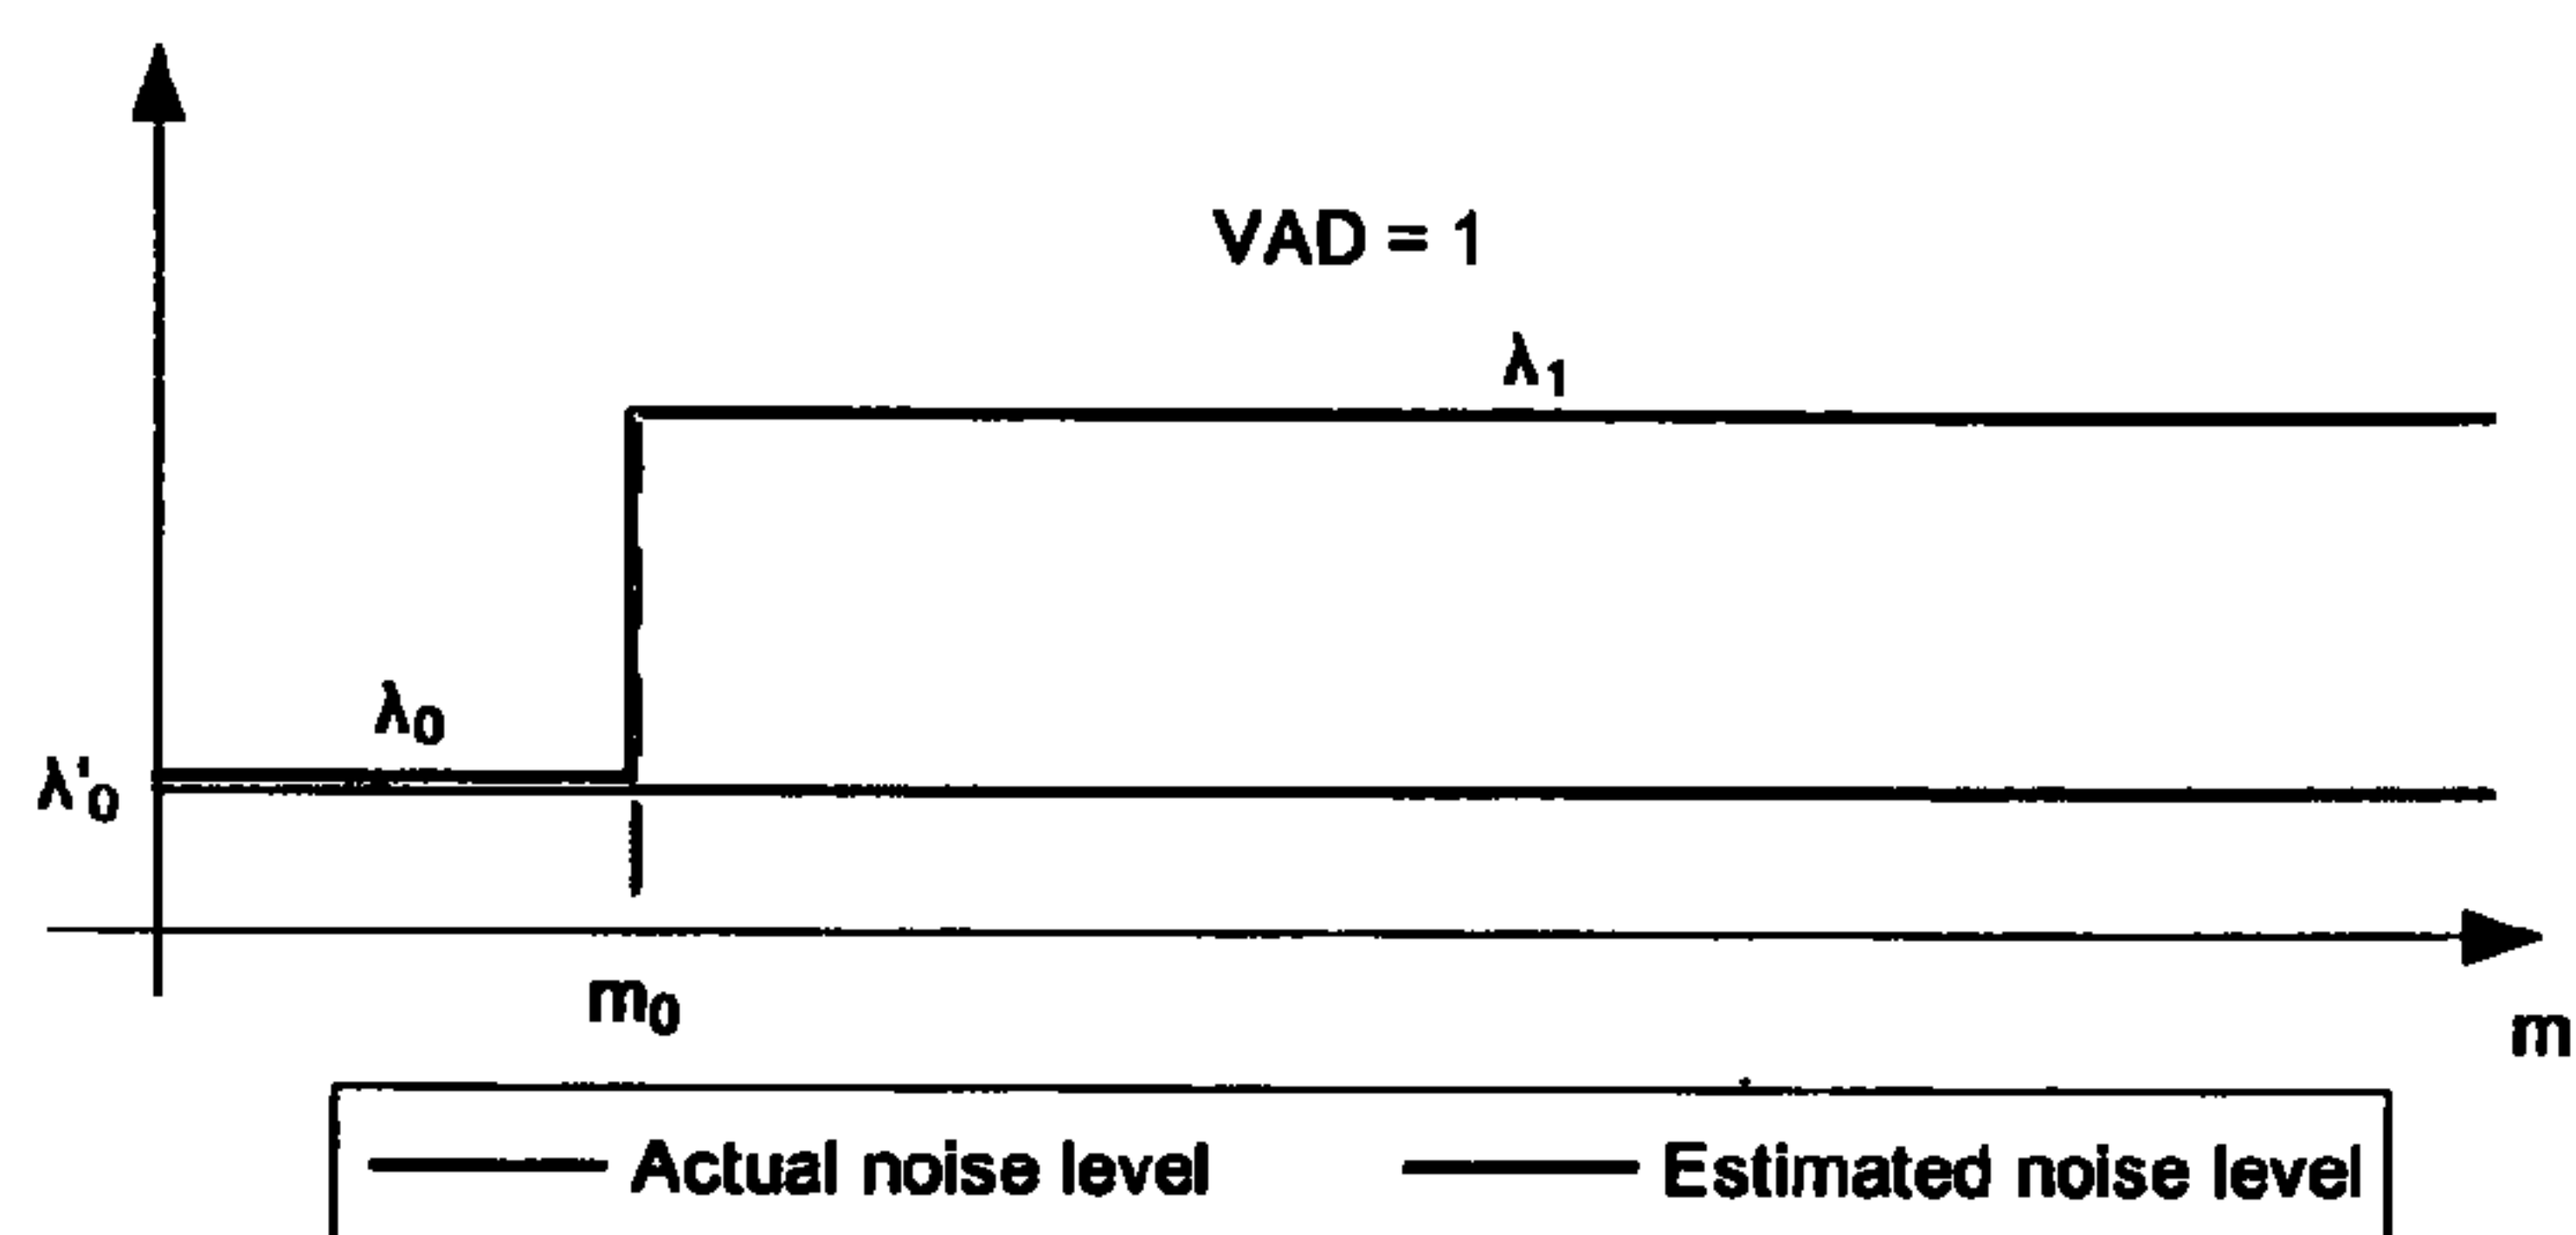 VAD = 1
λ₁
λ₀
λ'₀
m₀
m
Actual noise level Estimated noise level